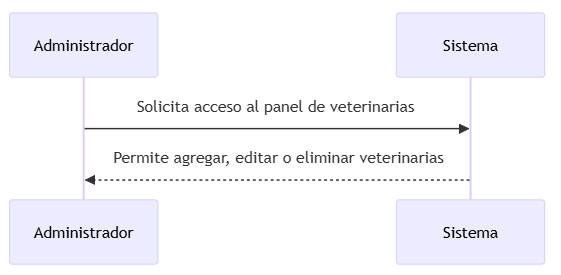 Administrador
Sistema
Solicita acceso al panel de veterinarias
Permite agregar, editar o eliminar veterinarias
Administrador
Sistema